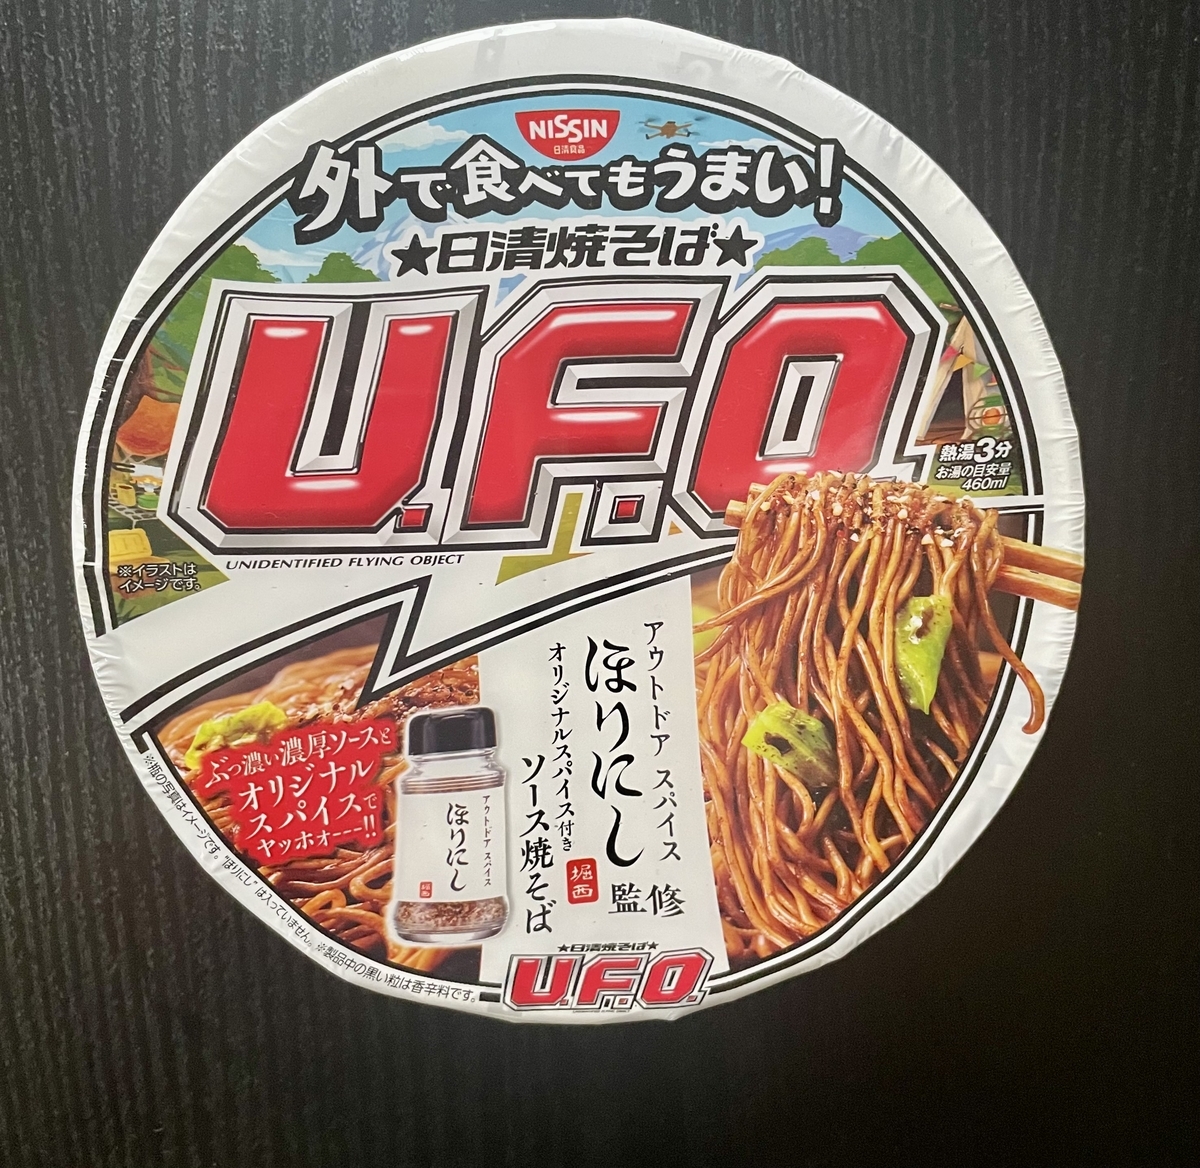 NISSIN
日清食品
外で食べてもうまい!
★日清焼そば★
U.F.O.
UNIDENTIFIED FLYING OBJECT
熱湯3分
お湯の目安量
460ml
※イラストは
イメージです。
アウトドア スパイス
ほりにし
監修
オリジナルスパイス付き
ソース焼そば
堀西
ぶっ濃い濃厚ソースと
オリジナル
スパイスで
ヤッホォーーー!!
アウトドア スパイス
ほりにし
堀西
※瓶の写真はイメージです。"ほりにし"は入っていません。※製品中の黒い粒は香辛料です。
★日清焼そば★
U.F.O.